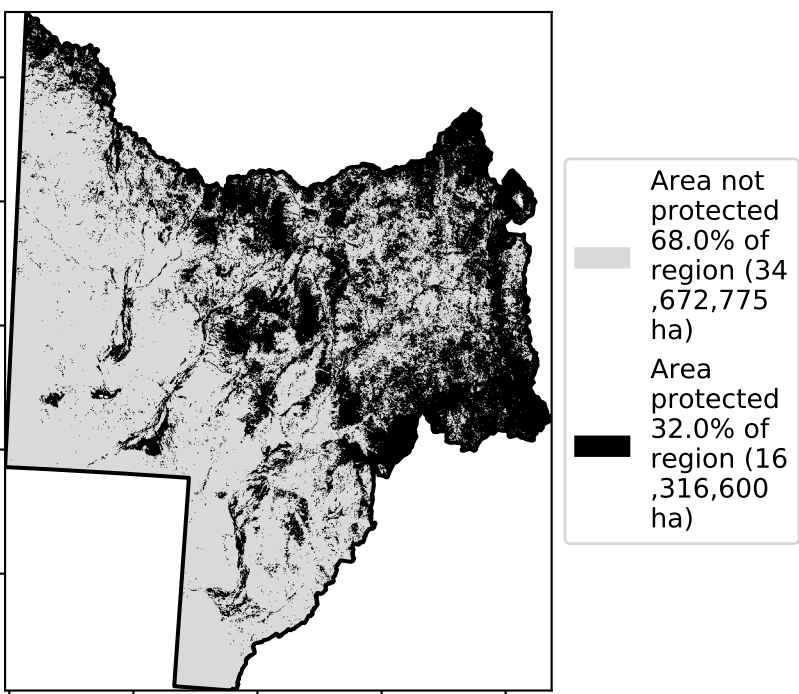 Area not
protected
68.0% of
region (34
,672,775
ha)
Area
protected
32.0% of
region (16
,316,600
ha)